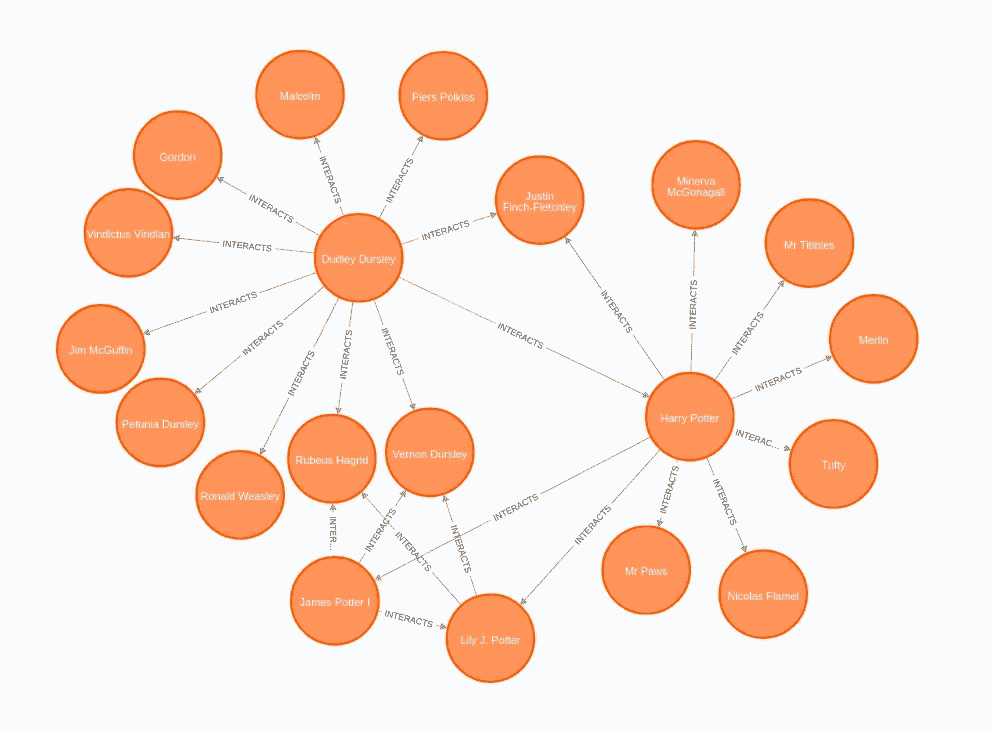 Malcolm
Piers Polkiss
Gordon
INTERACTS
INTERACTS
Minerva
McGonagall
Justin
Finch-Fletchley
INTERACTS
Vindictus Viridian
INTERACTS
INTERACTS
Mr Tibbles
Dudley Dursley
INTERACTS
INTERACTS
INTERACTS
INTERACTS
INTERACTS
INTERACTS
INTERACTS
INTERACTS
Merlin
Jim McGuffin
INTERACTS
INTERACTS
INTERACTS
Harry Potter
Petunia Dursley
INTERAC...
Vernon Dursley
Rubeus Hagrid
Tufty
Ronald Weasley
INTERACTS
INTERACTS
INTERACTS
INTERACTS
INTERACTS
INTER...
INTERACTS
INTERACTS
Mr Paws
Nicolas Flamel
James Potter I
INTERACTS
Lily J. Potter